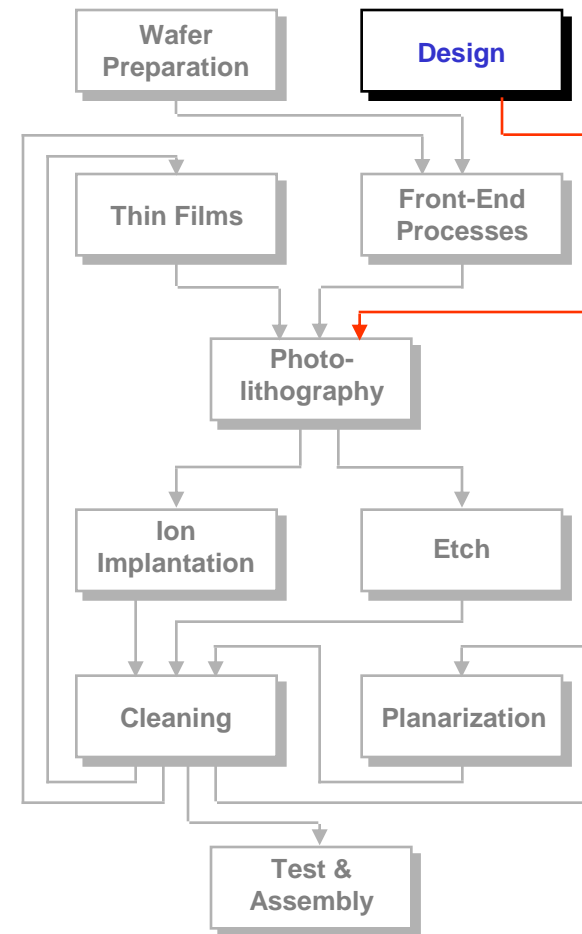 Wafer
Preparation
Design
Thin Films
Front-End
Processes
Photo-
lithography
Ion
Implantation
Etch
Cleaning
Planarization
Test &
Assembly